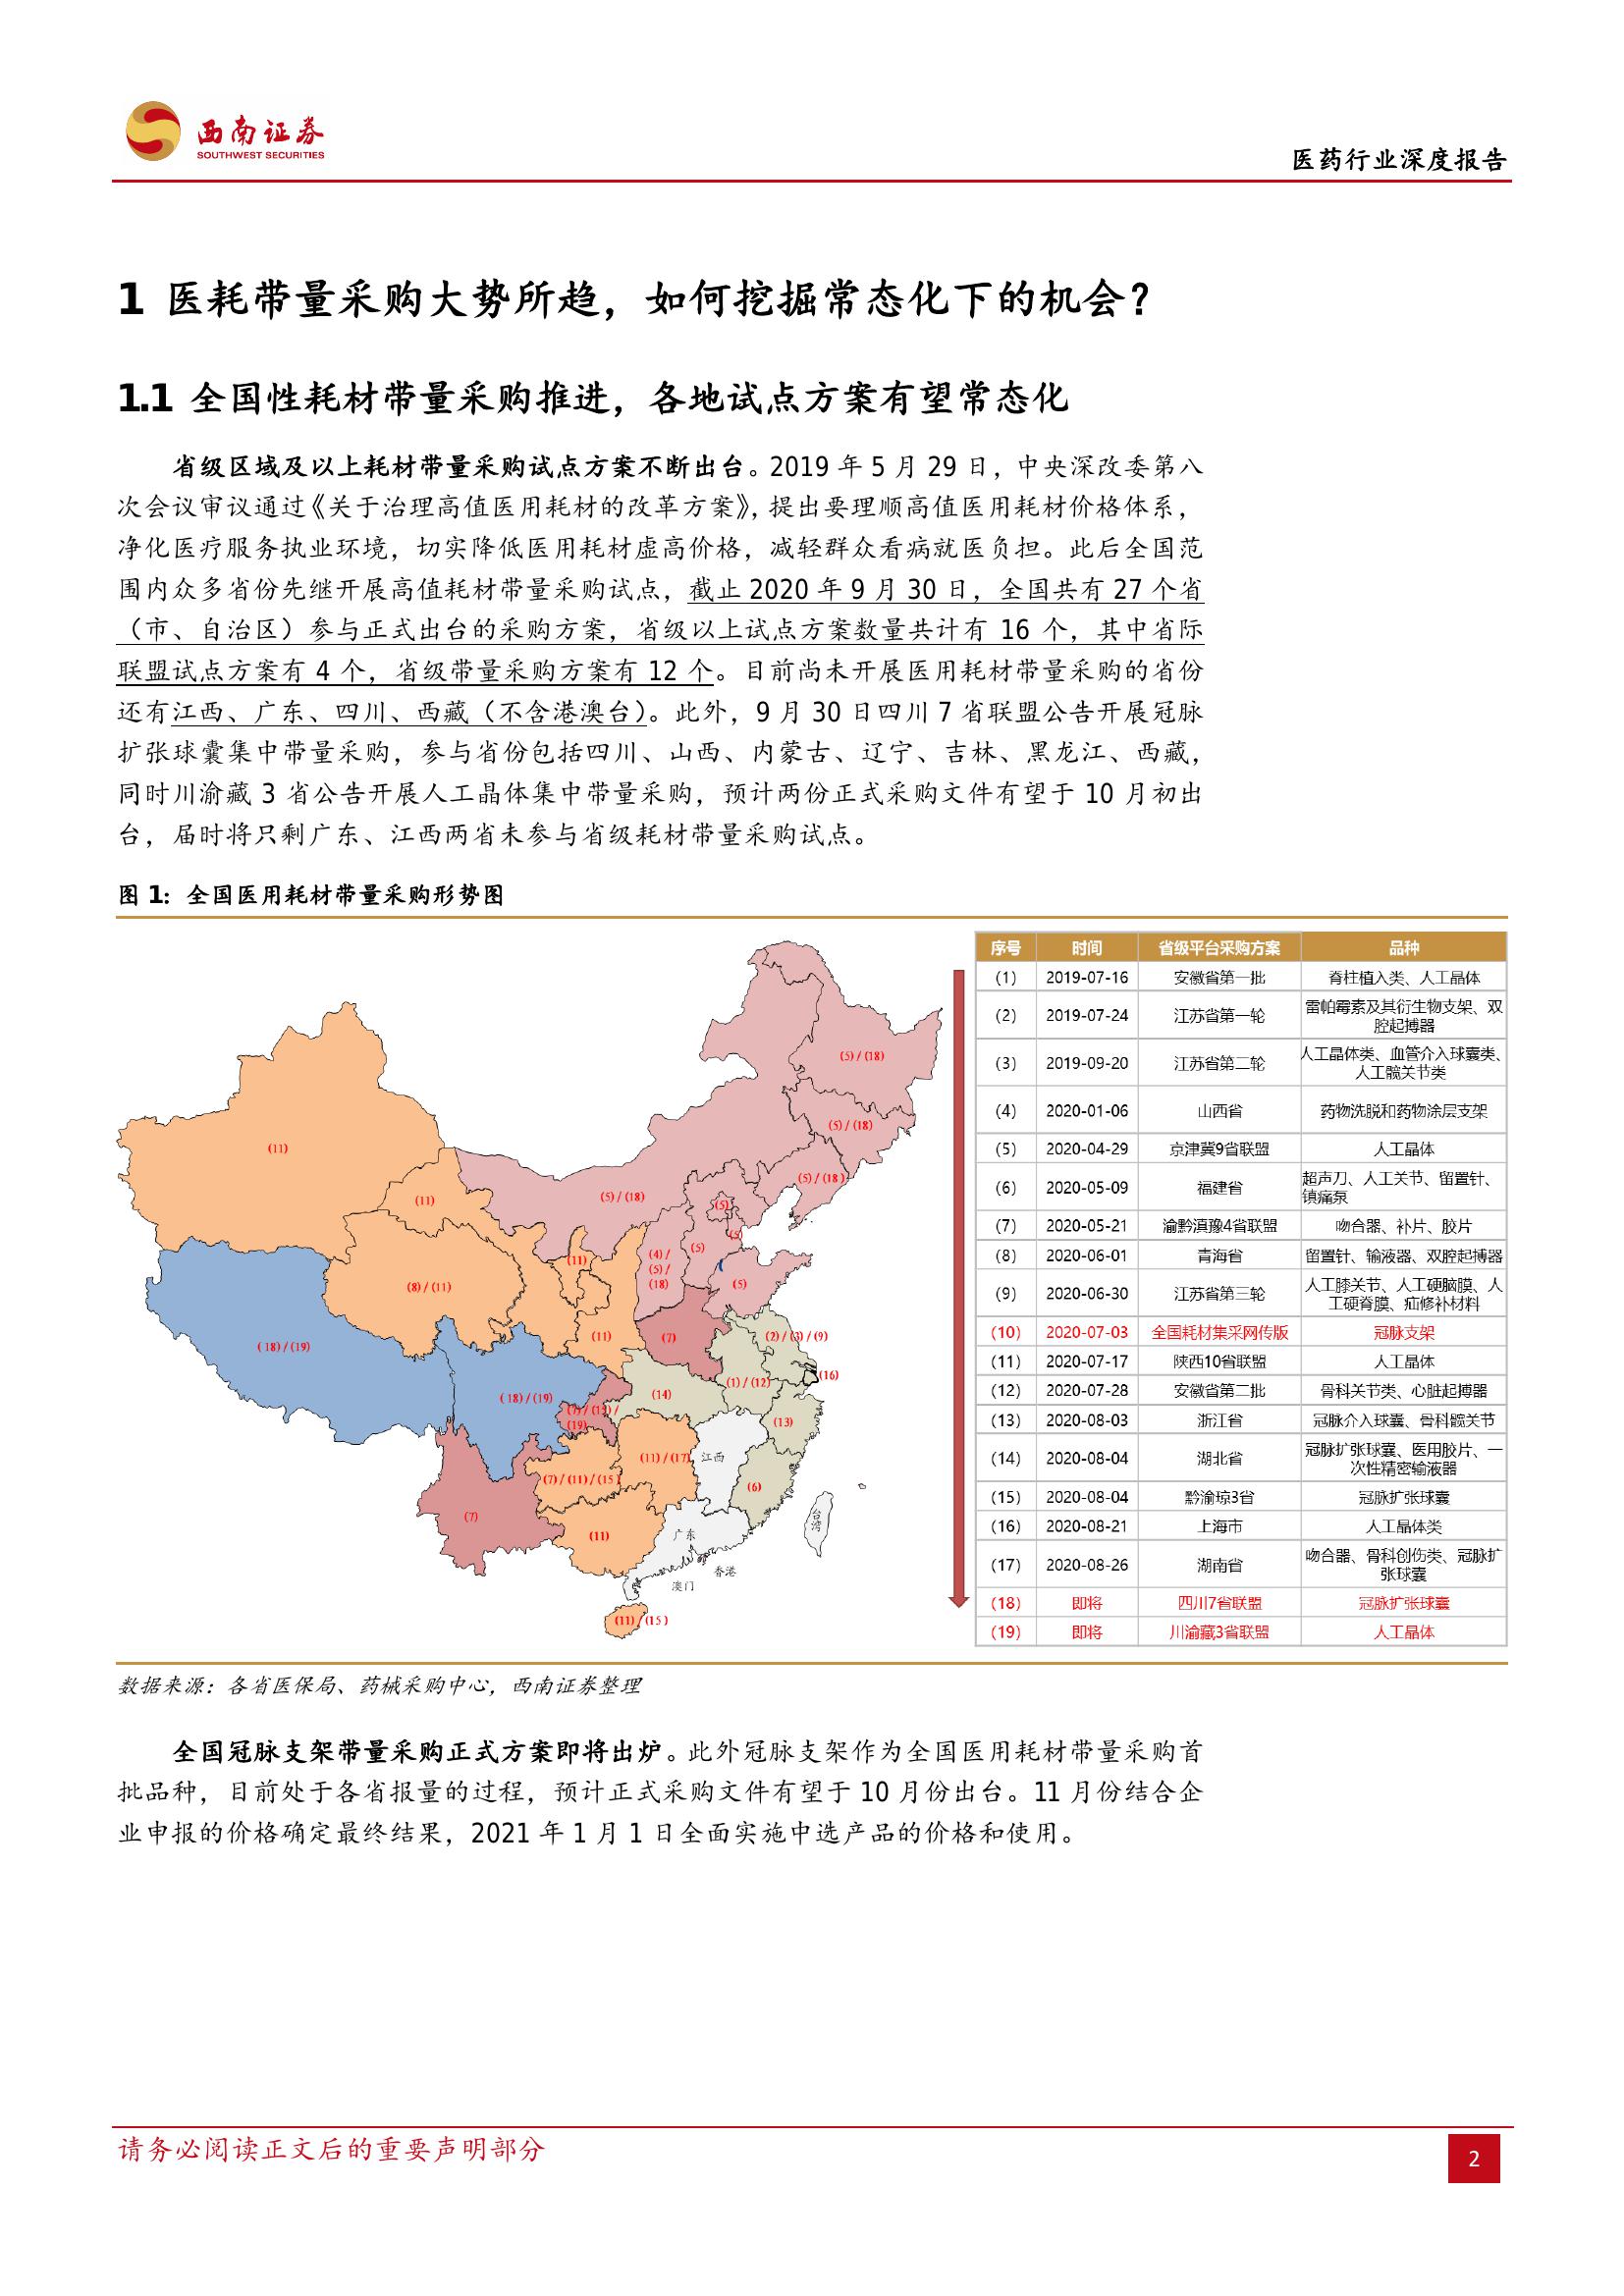 西南证券
SOUTHWEST SECURITIES
医药行业深度报告
1 医耗带量采购大势所趋，如何挖掘常态化下的机会？
1.1 全国性耗材带量采购推进，各地试点方案有望常态化
省级区域及以上耗材带量采购试点方案不断出台。2019 年 5 月 29 日，中央深改委第八
次会议审议通过《关于治理高值医用耗材的改革方案》，提出要理顺高值医用耗材价格体系，
净化医疗服务执业环境，切实降低医用耗材虚高价格，减轻群众看病就医负担。此后全国范
围内众多省份先继开展高值耗材带量采购试点，截止 2020 年 9 月 30 日，全国共有 27 个省
（市、自治区）参与正式出台的采购方案，省级以上试点方案数量共计有 16 个，其中省际
联盟试点方案有 4 个，省级带量采购方案有 12 个。目前尚未开展医用耗材带量采购的省份
还有江西、广东、四川、西藏（不含港澳台）。此外，9 月 30 日四川 7 省联盟公告开展冠脉
扩张球囊集中带量采购，参与省份包括四川、山西、内蒙古、辽宁、吉林、黑龙江、西藏，
同时川渝藏 3 省公告开展人工晶体集中带量采购，预计两份正式采购文件有望于 10 月初出
台，届时将只剩广东、江西两省未参与省级耗材带量采购试点。
图 1：全国医用耗材带量采购形势图
(5) / (18)
(5) / (18)
(11)
(5) / (18)
(5) / (18)
(11)
(5)
(5)
(5)
(4) /
(5) /
(18)
(11)
(5)
(8) / (11)
(11)
(7)
(2) / (3) / (9)
(18) / (19)
(16)
(1) / (12)
(18) / (19)
(14)
(19)
(13)
(11) / (17)
江西
(7) / (11) / (15)
(6)
(7)
(11)
广东
台湾
香港
澳门
(11) / (15)
序号 时间 省级平台采购方案 品种
(1) 2019-07-16 安徽省第一批 脊柱植入类、人工晶体
(2) 2019-07-24 江苏省第一轮 雷帕霉素及其衍生物支架、双
腔起搏器
(3) 2019-09-20 江苏省第二轮 人工晶体类、血管介入球囊类、
人工髋关节类
(4) 2020-01-06 山西省 药物洗脱和药物涂层支架
(5) 2020-04-29 京津冀9省联盟 人工晶体
(6) 2020-05-09 福建省 超声刀、人工关节、留置针、
镇痛泵
(7) 2020-05-21 渝黔滇豫4省联盟 吻合器、补片、胶片
(8) 2020-06-01 青海省 留置针、输液器、双腔起搏器
(9) 2020-06-30 江苏省第三轮 人工膝关节、人工硬脑膜、人
工硬脊膜、疝修补材料
(10) 2020-07-03 全国耗材集采网传版 冠脉支架
(11) 2020-07-17 陕西10省联盟 人工晶体
(12) 2020-07-28 安徽省第二批 骨科关节类、心脏起搏器
(13) 2020-08-03 浙江省 冠脉介入球囊、骨科髋关节
(14) 2020-08-04 湖北省 冠脉扩张球囊、医用胶片、一
次性精密输液器
(15) 2020-08-04 黔渝琼3省 冠脉扩张球囊
(16) 2020-08-21 上海市 人工晶体类
(17) 2020-08-26 湖南省 吻合器、骨科创伤类、冠脉扩
张球囊
(18) 即将 四川7省联盟 冠脉扩张球囊
(19) 即将 川渝藏3省联盟 人工晶体
数据来源：各省医保局、药械采购中心，西南证券整理
全国冠脉支架带量采购正式方案即将出炉。此外冠脉支架作为全国医用耗材带量采购首
批品种，目前处于各省报量的过程，预计正式采购文件有望于 10 月份出台。11 月份结合企
业申报的价格确定最终结果，2021 年 1 月 1 日全面实施中选产品的价格和使用。
请务必阅读正文后的重要声明部分
2